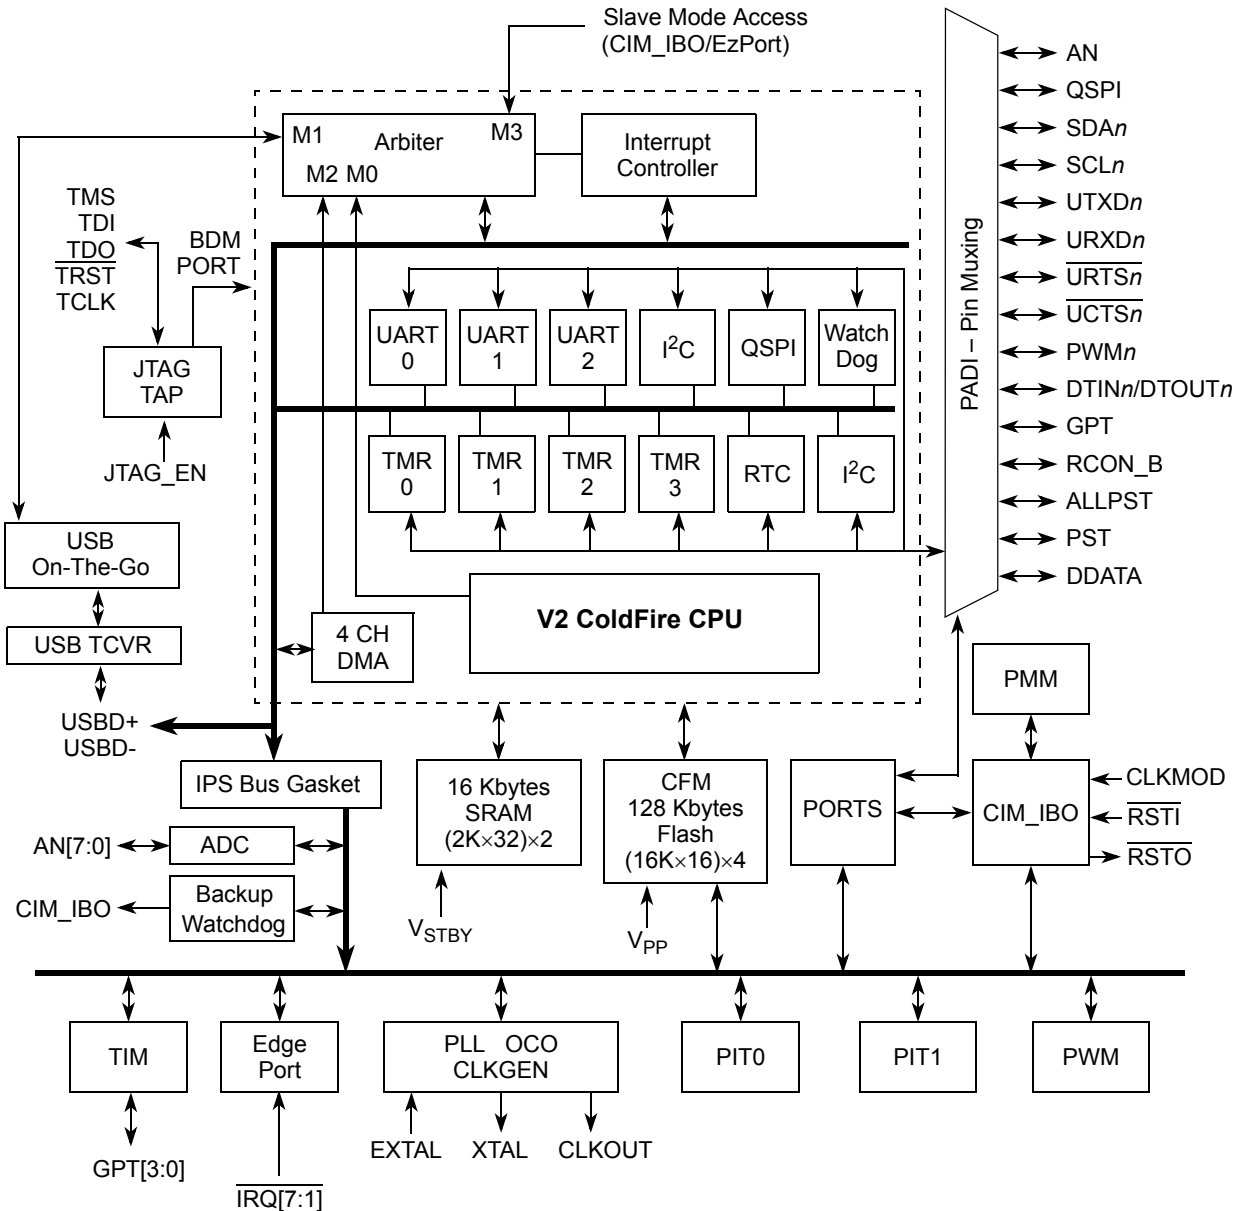 Slave Mode Access
(CIM_IBO/EzPort)
M1
Arbiter
M3
M2 M0
Interrupt
Controller
TMS
TDI
TDO
TRST
TCLK
BDM
PORT
JTAG
TAP
JTAG_EN
UART
0
UART
1
UART
2
I²C
QSPI
Watch
Dog
TMR
0
TMR
1
TMR
2
TMR
3
RTC
I²C
V2 ColdFire CPU
4 CH
DMA
USB
On-The-Go
USB TCVR
USBD+
USBD-
PADI – Pin Muxing
AN
QSPI
SDAn
SCLn
UTXDn
URXDn
URTSn
UCTSn
PWMn
DTINn/DTOUTn
GPT
RCON_B
ALLPST
PST
DDATA
PMM
IPS Bus Gasket
16 Kbytes
SRAM
(2K×32)×2
CFM
128 Kbytes
Flash
(16K×16)×4
PORTS
CIM_IBO
CLKMOD
RSTI
RSTO
AN[7:0]
ADC
CIM_IBO
Backup
Watchdog
VSTBY
VPP
TIM
Edge
Port
PLL OCO
CLKGEN
PIT0
PIT1
PWM
GPT[3:0]
IRQ[7:1]
EXTAL
XTAL
CLKOUT